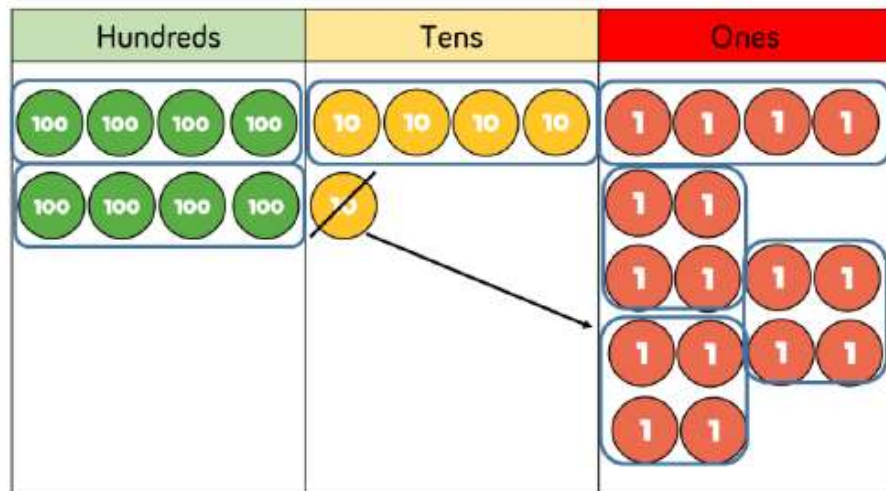 Hundreds Tens Ones
100 100 100 100 10 10 10 10 1 1 1 1
100 100 100 100 10 1 1
1 1 1 1
1 1 1 1
1 1